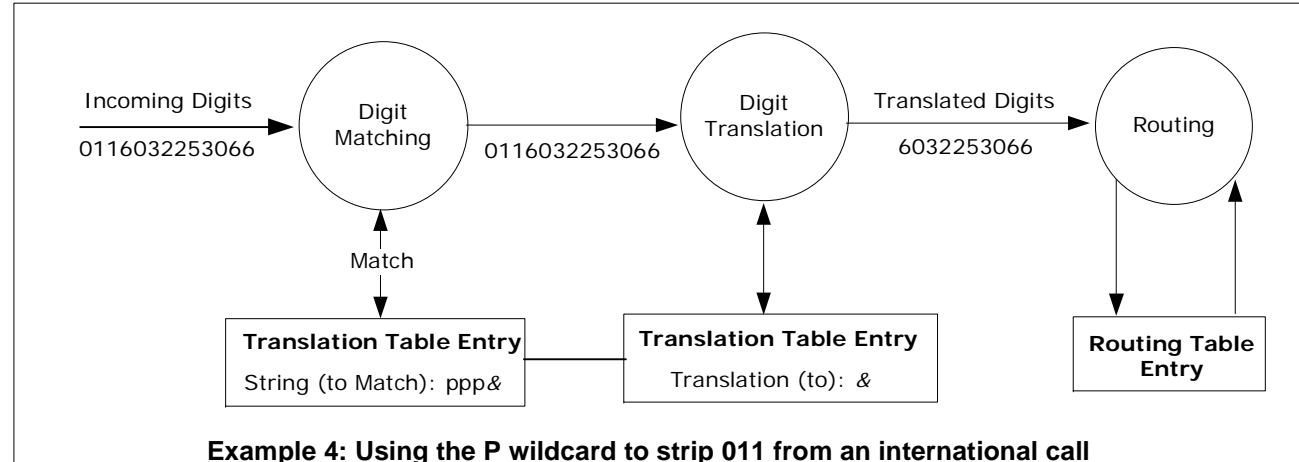 Incoming Digits
0116032253066
Digit
Matching
0116032253066
Digit
Translation
Translated Digits
6032253066
Routing
Match
Translation Table Entry
String (to Match): ppp&
Translation Table Entry
Translation (to): &
Routing Table
Entry
Example 4: Using the P wildcard to strip 011 from an international call